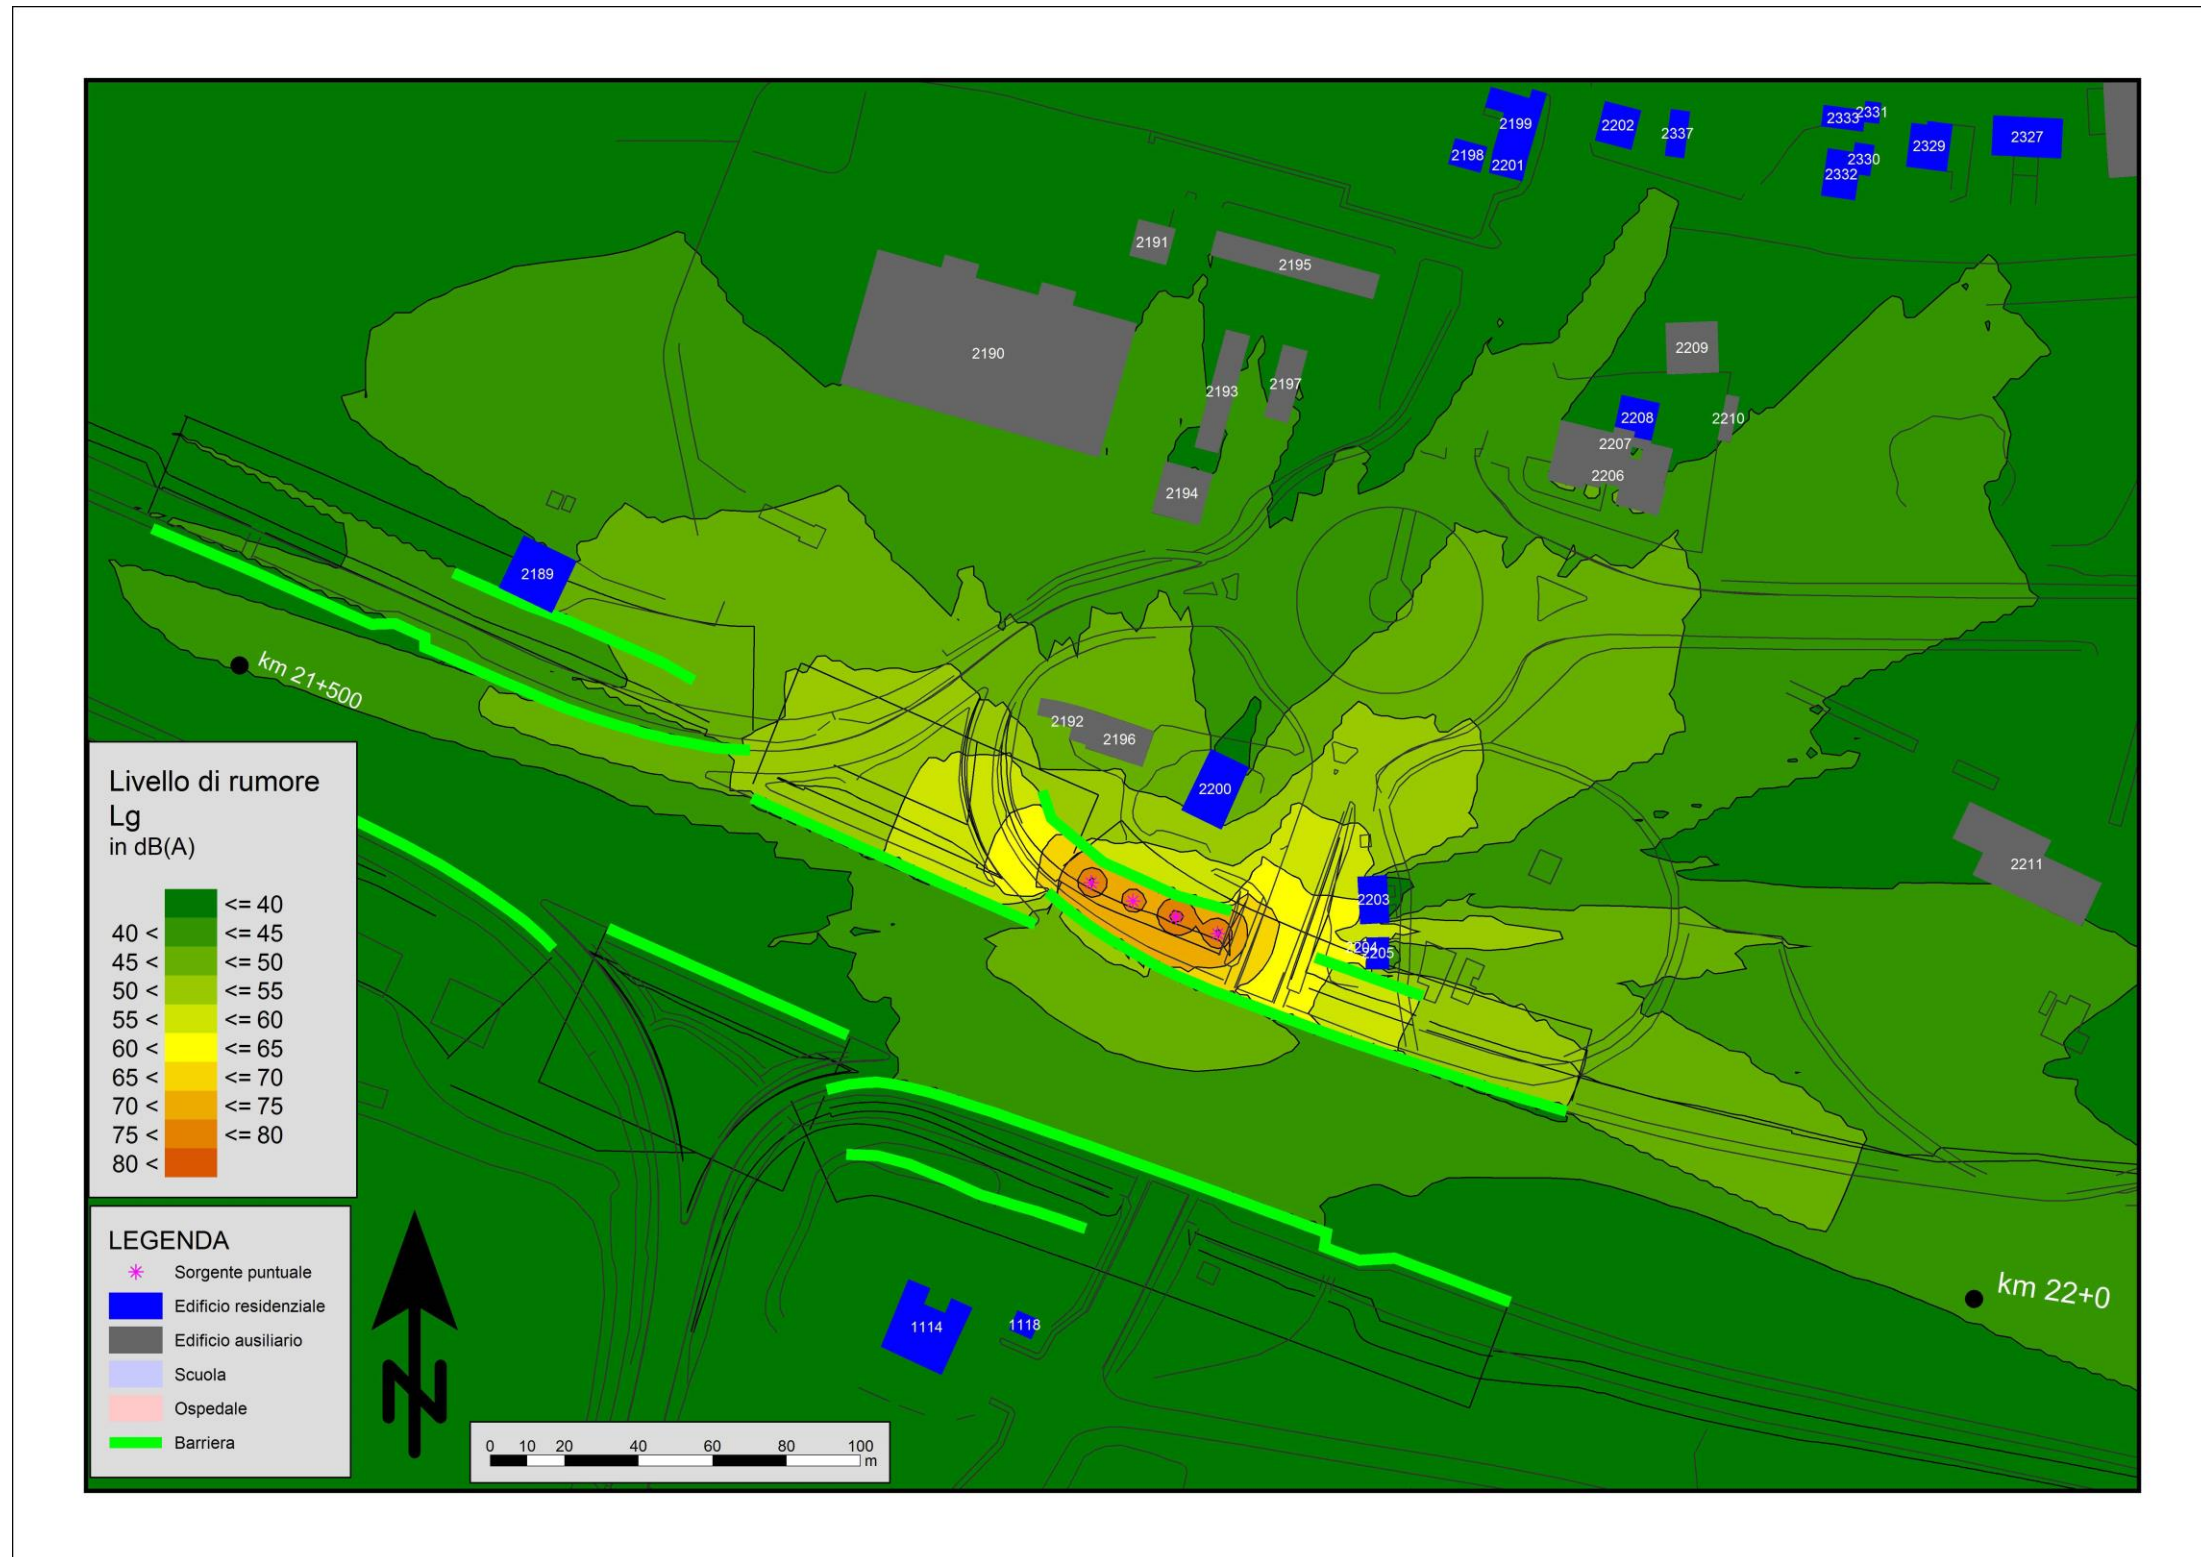 2199
2202
2337
2333
2331
2327
2198
2201
2329
2330
2332
2191
2195
2190
2209
2193
2197
2208
2210
2207
2206
2194
2189
km 21+500
2192
2196
2200
2211
2203
2204
2205
Livello di rumore
Lg
in dB(A)
<= 40
40 < <= 45
45 < <= 50
50 < <= 55
55 < <= 60
60 < <= 65
65 < <= 70
70 < <= 75
75 < <= 80
80 <
km 22+0
LEGENDA
Sorgente puntuale
Edificio residenziale
Edificio ausiliario
Scuola
Ospedale
Barriera
N
1114
1118
0 10 20 40 60 80 100
m